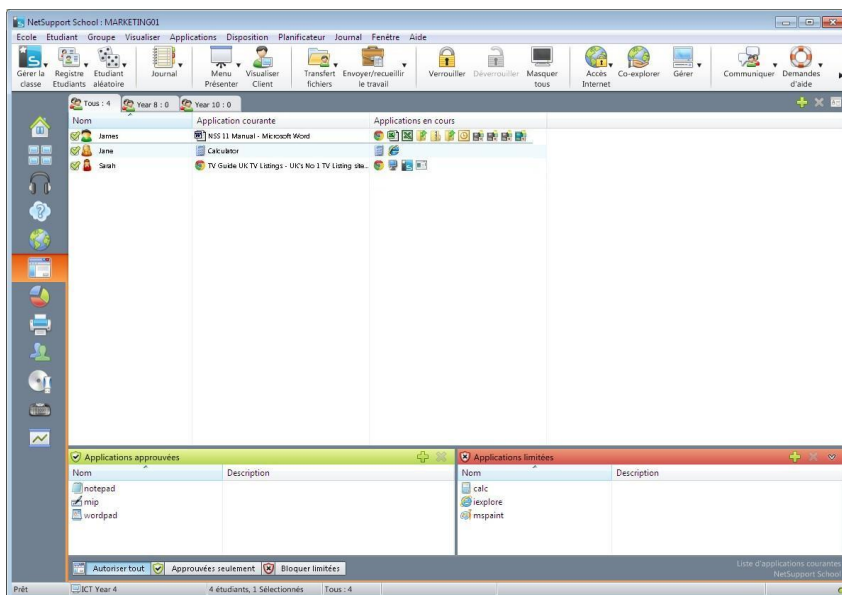 NetSupport School : MARKETING01
Ecole Etudiant Groupe Visualiser Applications Disposition Planificateur Journal Fenêtre Aide
Gérer la classe Registre Etudiants Etudiant aléatoire Journal Menu Présenter Visualiser Client Transfert fichiers Envoyer/recueillir le travail Verrouiller Déverrouiller Masquer tous Accès Internet Co-explorer Gérer Communiquer Demandes d'aide
Tous : 4 Year 8 : 0 Year 10 : 0
Nom Application courante Applications en cours
James NSS 11 Manual - Microsoft Word
Jane Calculator
Sarah TV Guide UK TV Listings - UK's No 1 TV Listing site...
Applications approuvées
Nom Description
notepad
mip
wordpad
Applications limitées
Nom Description
calc
iexplore
mspaint
Autoriser tout Approuvées seulement Bloquer limitées
Liste d'applications courantes
NetSupport School
Prêt ICT Year 4 4 étudiants, 1 Sélectionnés Tous : 4